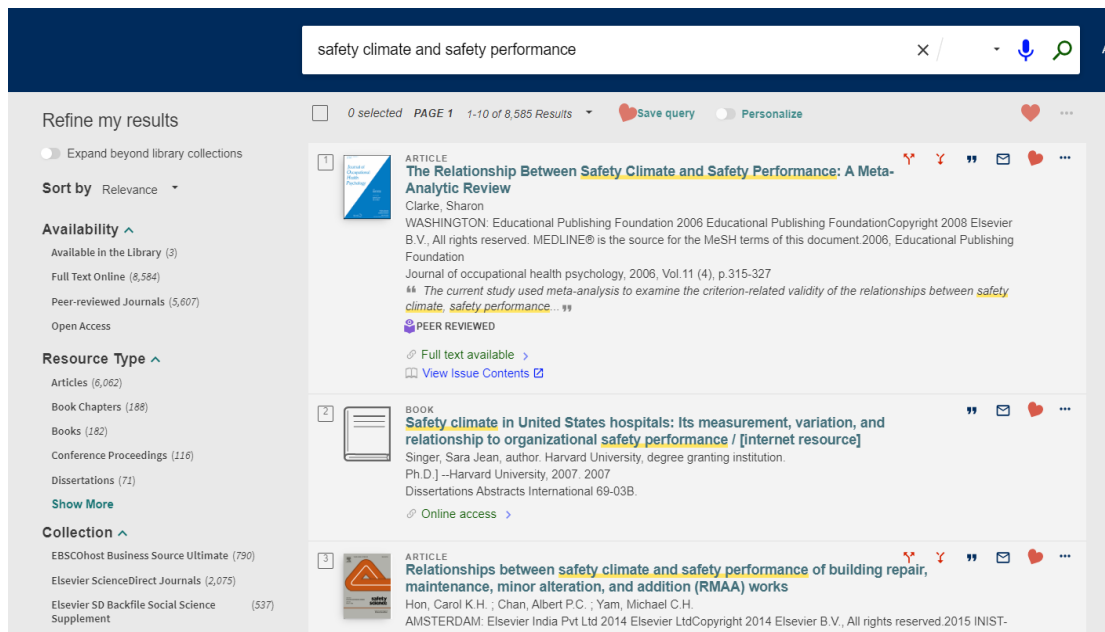 safety climate and safety performance
Refine my results
Expand beyond library collections
Sort by Relevance
Availability
Available in the Library (3)
Full Text Online (8,584)
Peer-reviewed Journals (5,607)
Open Access
Resource Type
Articles (6,062)
Book Chapters (188)
Books (182)
Conference Proceedings (116)
Dissertations (71)
Show More
Collection
EBSCOhost Business Source Ultimate (790)
Elsevier ScienceDirect Journals (2,075)
Elsevier SD Backfile Social Science (537)
Supplement
0 selected PAGE 1 1-10 of 8,585 Results Save query Personalize
1
ARTICLE
The Relationship Between Safety Climate and Safety Performance: A Meta-
Analytic Review
Clarke, Sharon
WASHINGTON: Educational Publishing Foundation 2006 Educational Publishing FoundationCopyright 2008 Elsevier
B.V., All rights reserved. MEDLINE® is the source for the MeSH terms of this document.2006, Educational Publishing
Foundation
Journal of occupational health psychology, 2006, Vol.11 (4), p.315-327
❝ The current study used meta-analysis to examine the criterion-related validity of the relationships between safety
climate, safety performance... ❞
PEER REVIEWED
Full text available
View Issue Contents
2
BOOK
Safety climate in United States hospitals: Its measurement, variation, and
relationship to organizational safety performance / [internet resource]
Singer, Sara Jean, author. Harvard University, degree granting institution.
Ph.D.] --Harvard University, 2007. 2007
Dissertations Abstracts International 69-03B.
Online access
3
ARTICLE
Relationships between safety climate and safety performance of building repair,
maintenance, minor alteration, and addition (RMAA) works
Hon, Carol K.H. ; Chan, Albert P.C. ; Yam, Michael C.H.
AMSTERDAM: Elsevier India Pvt Ltd 2014 Elsevier LtdCopyright 2014 Elsevier B.V., All rights reserved.2015 INIST-